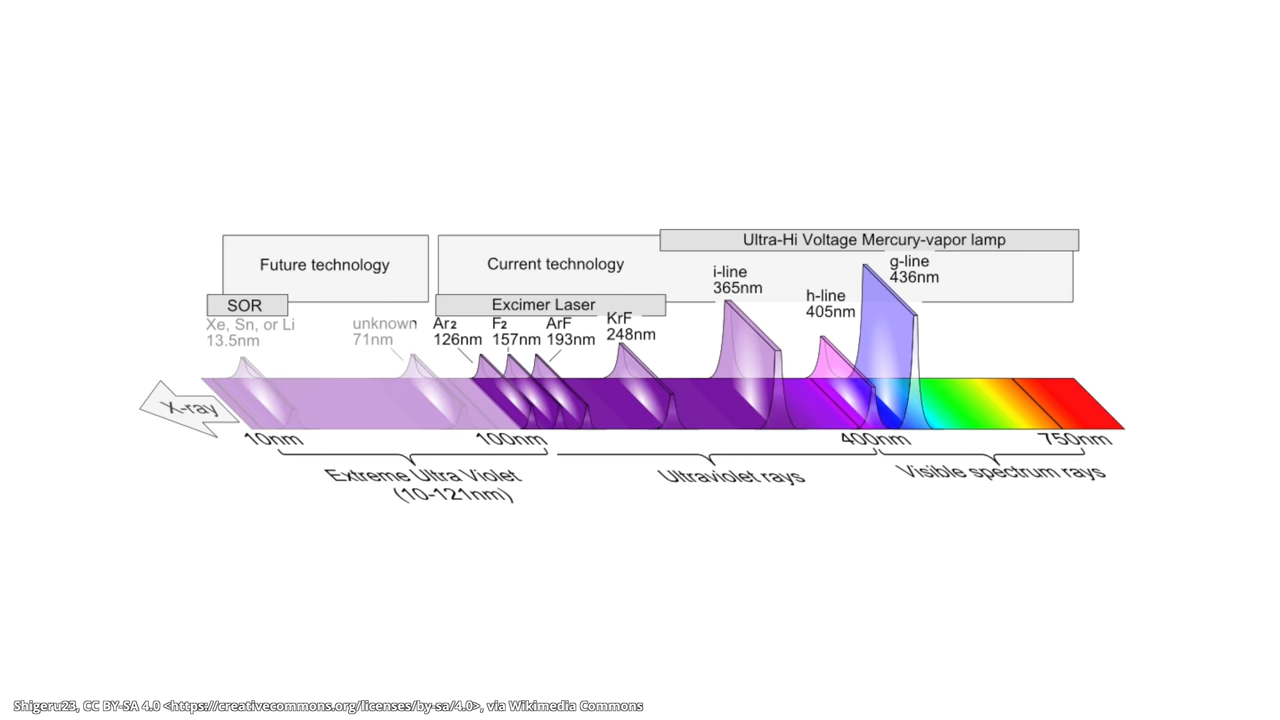 Ultra-Hi Voltage Mercury-vapor lamp
Future technology
Current technology
g-line
436nm
i-line
365nm
SOR
Excimer Laser
h-line
405nm
Xe, Sn, or Li
13.5nm
unknown
71nm
Ar2
126nm
F2
157nm
ArF
193nm
KrF
248nm
X-ray
10nm
100nm
400nm
750nm
Extreme Ultra Violet
(10-121nm)
Ultraviolet rays
Visible spectrum rays
Shigeru23, CC BY-SA 4.0 <https://creativecommons.org/licenses/by-sa/4.0>, via Wikimedia Commons